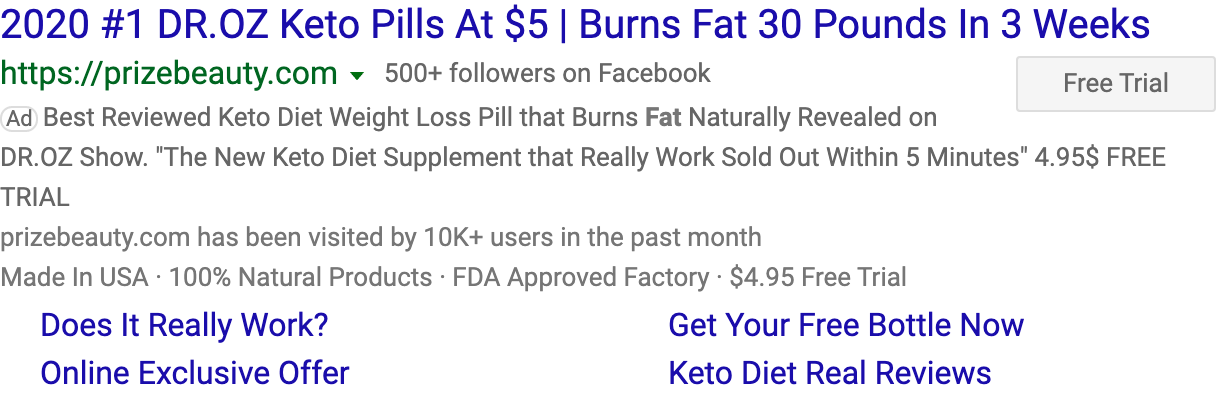 2020 #1 DR.OZ Keto Pills At $5 | Burns Fat 30 Pounds In 3 Weeks
https://prizebeauty.com 500+ followers on Facebook
Free Trial
Ad Best Reviewed Keto Diet Weight Loss Pill that Burns Fat Naturally Revealed on
DR.OZ Show. "The New Keto Diet Supplement that Really Work Sold Out Within 5 Minutes" 4.95$ FREE
TRIAL
prizebeauty.com has been visited by 10K+ users in the past month
Made In USA · 100% Natural Products · FDA Approved Factory · $4.95 Free Trial
Does It Really Work? Get Your Free Bottle Now
Online Exclusive Offer Keto Diet Real Reviews